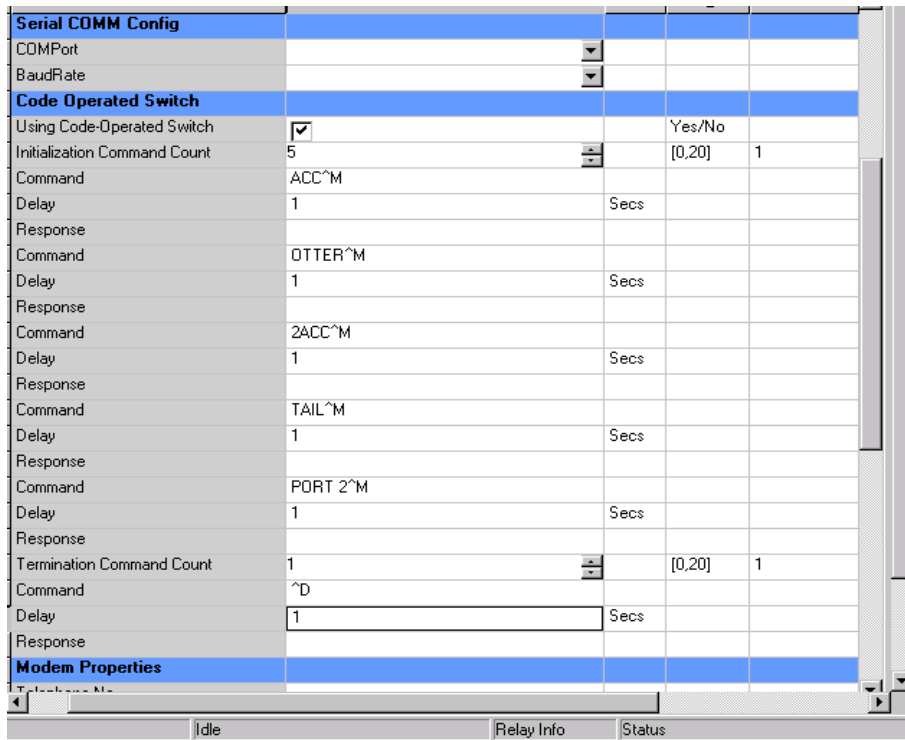 Serial COMM Config
COMPort
BaudRate
Code Operated Switch
Using Code-Operated Switch Yes/No
Initialization Command Count 5 [0,20] 1
Command ACC^M
Delay 1 Secs
Response
Command OTTER^M
Delay 1 Secs
Response
Command 2ACC^M
Delay 1 Secs
Response
Command TAIL^M
Delay 1 Secs
Response
Command PORT 2^M
Delay 1 Secs
Response
Termination Command Count 1 [0,20] 1
Command ^D
Delay 1 Secs
Response
Modem Properties
Idle Relay Info Status